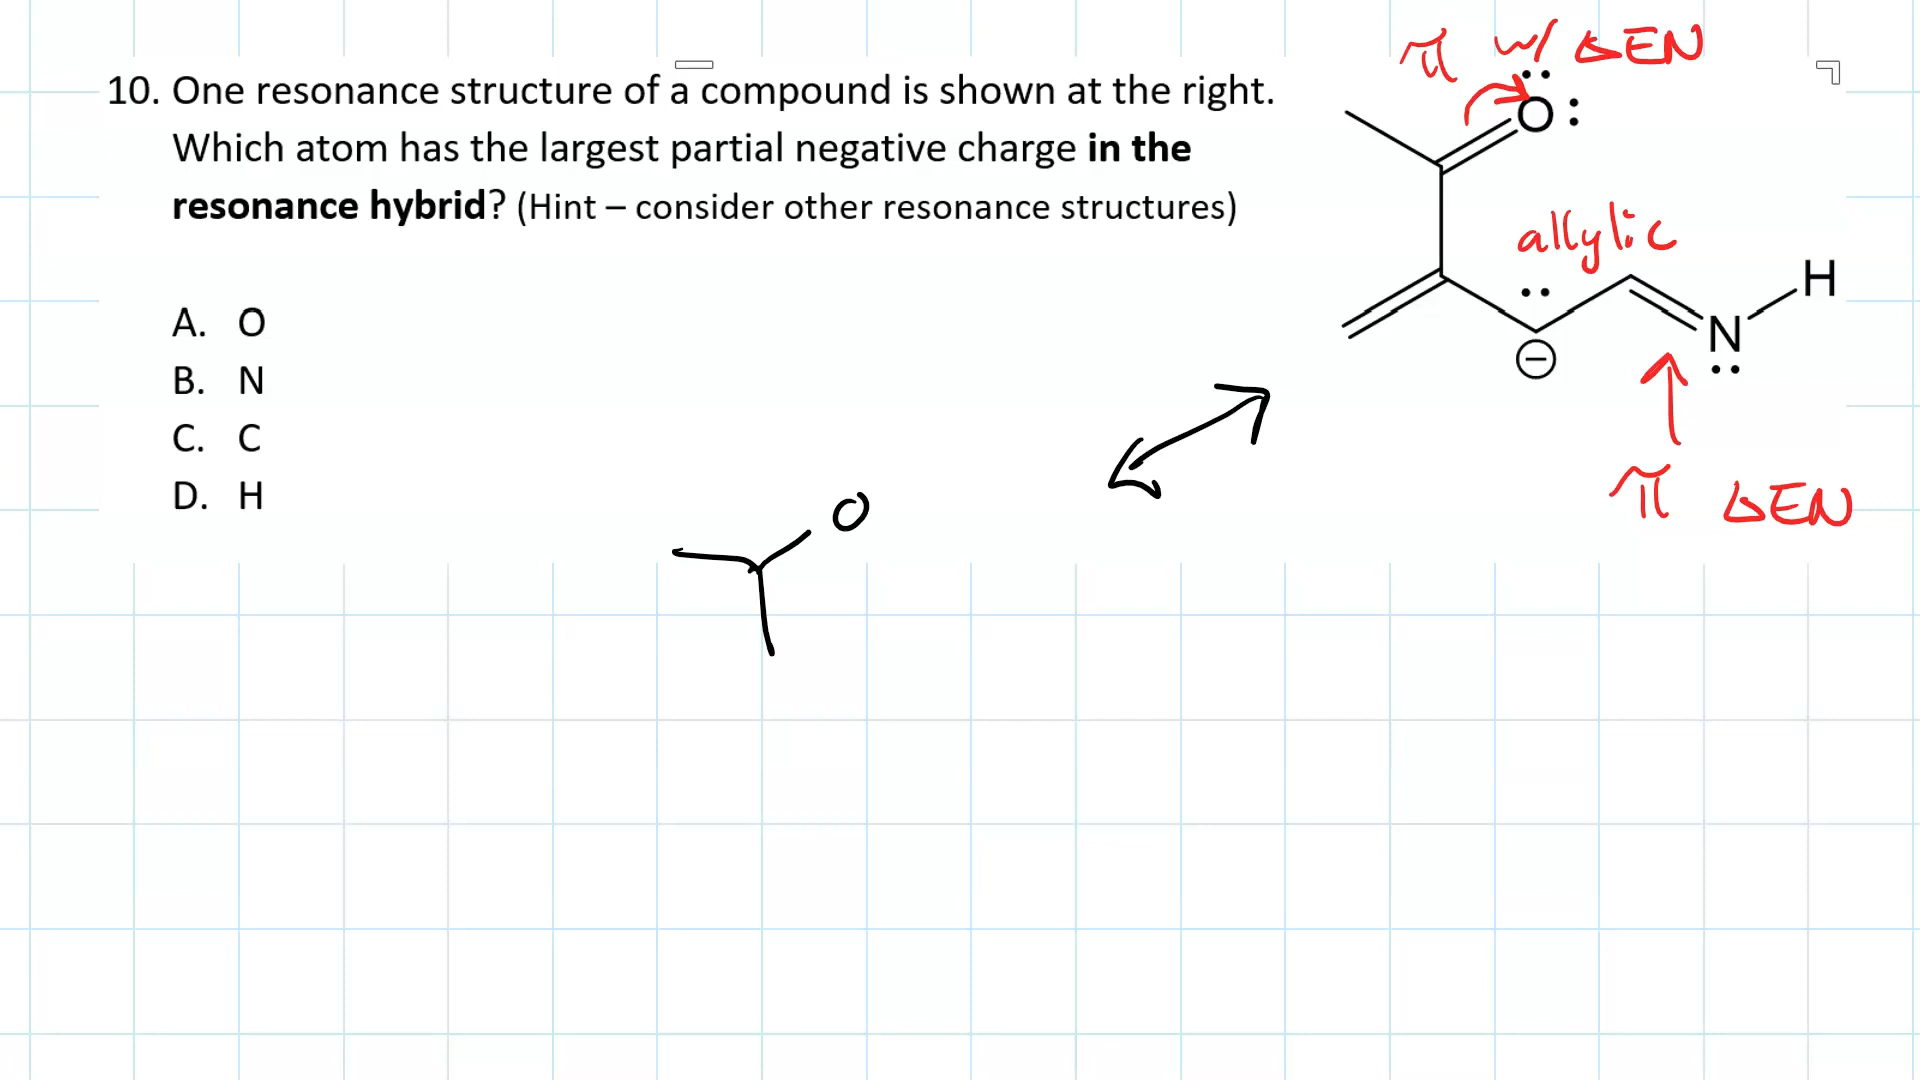 10. One resonance structure of a compound is shown at the right.
Which atom has the largest partial negative charge in the
resonance hybrid? (Hint – consider other resonance structures)
A. O
B. N
C. C
D. H
π w/ ΔEN
O
allylic
H
N
π ΔEN
O